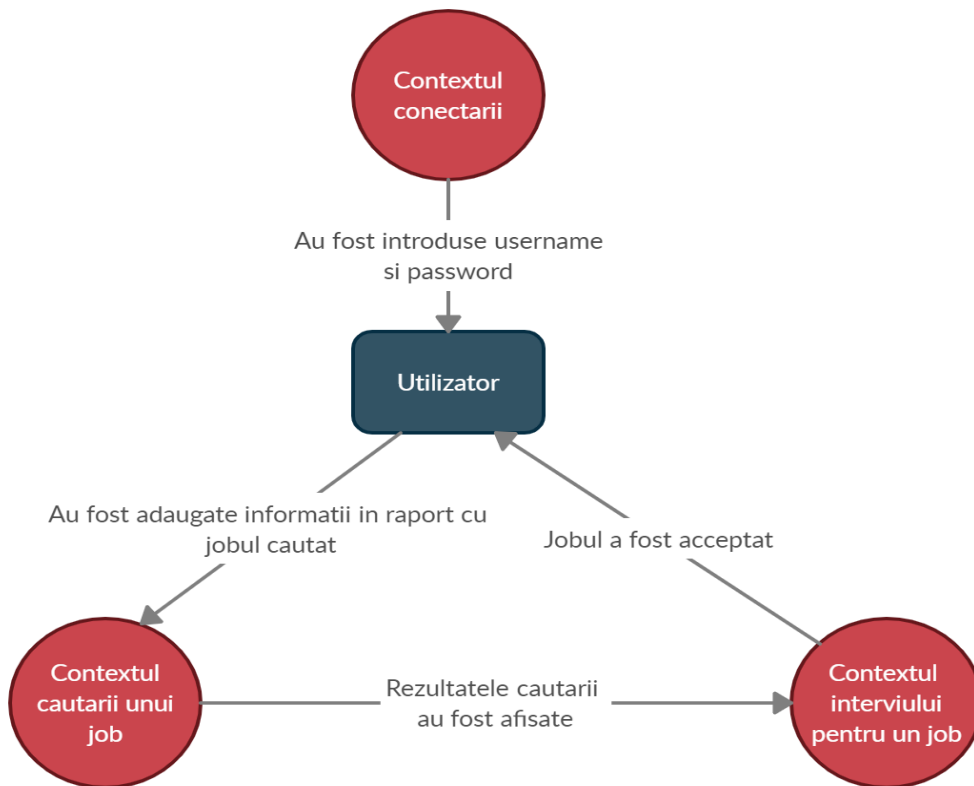 Contextul
conectarii
Au fost introduse username
si password
Utilizator
Au fost adaugate informatii in raport cu
jobul cautat
Jobul a fost acceptat
Contextul
cautarii unui
job
Rezultatele cautarii
au fost afisate
Contextul
interviului
pentru un job